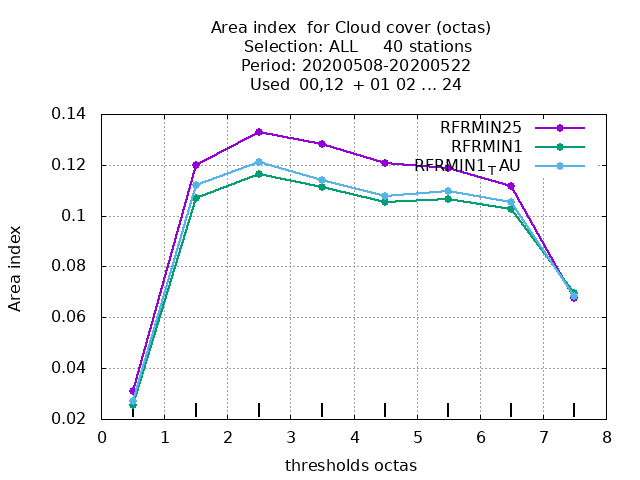 Area index  for Cloud cover (octas)
Selection: ALL     40 stations
Period: 20200508-20200522
Used  00,12  + 01 02 ... 24
0.14
0.12
0.1
0.08
0.06
0.04
0.02
Area index
RFRMIN25
RFRMIN1
RFRMIN1TAU
0 1 2 3 4 5 6 7 8
thresholds octas